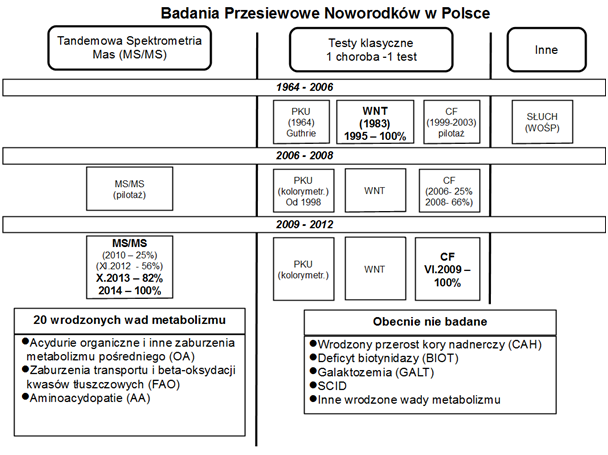 Badania Przesiewowe Noworodków w Polsce
Tandemowa Spektrometria
Mas (MS/MS)
Testy klasyczne
1 choroba -1 test
Inne
1964 - 2006
PKU
(1964)
Guthrie
WNT
(1983)
1995 – 100%
CF
(1999-2003)
pilotaż
SŁUCH
(WOŚP)
2006 - 2008
MS/MS
(pilotaż)
PKU
(kolorymetr.)
Od 1998
WNT
CF
(2006- 25%
2008- 66%)
2009 - 2012
MS/MS
(2010 – 25%)
(XI.2012 - 56%)
X.2013 – 82%
2014 – 100%
PKU
(kolorymetr.)
WNT
CF
VI.2009 –
100%
20 wrodzonych wad metabolizmu
●Acydurie organiczne i inne zaburzenia
metabolizmu pośredniego (OA)
●Zaburzenia transportu i beta-oksydacji
kwasów tłuszczowych (FAO)
●Aminoacydopatie (AA)
Obecnie nie badane
●Wrodzony przerost kory nadnerczy (CAH)
●Deficyt biotynidazy (BIOT)
●Galaktozemia (GALT)
●SCID
●Inne wrodzone wady metabolizmu